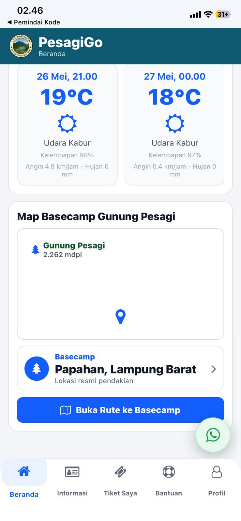 02.46
31+
◀ Pemindai Kode
PesagiGo
Beranda
26 Mei, 21.00
19°C
Udara Kabur
Kelembapan 98%
Angin 4.9 km/jam - Hujan 0 mm
27 Mei, 00.00
18°C
Udara Kabur
Kelembapan 97%
Angin 5.4 km/jam - Hujan 0 mm
Map Basecamp Gunung Pesagi
Gunung Pesagi
2.262 mdpl
Basecamp
Papahan, Lampung Barat
Lokasi resmi pendakian
Buka Rute ke Basecamp
Beranda
Informasi
Tiket Saya
Bantuan
Profil